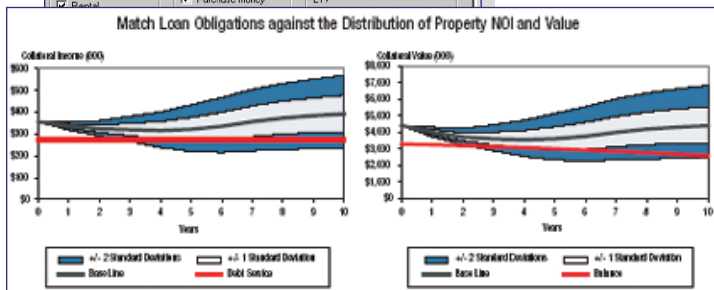 Rental
Purchase money
LTV
Match Loan Obligations against the Distribution of Property NOI and Value
Collateral Income (000)
$600
$500
$400
$300
$200
$100
$0
0 1 2 3 4 5 6 7 8 9 10
Years
+/- 2 Standard Deviations +/- 1 Standard Deviation
Base Line Debt Service
Collateral Value (000)
$8,000
$7,000
$6,000
$5,000
$4,000
$3,000
$2,000
$1,000
$0
0 1 2 3 4 5 6 7 8 9 10
Years
+/- 2 Standard Deviations +/- 1 Standard Deviation
Base Line Balance